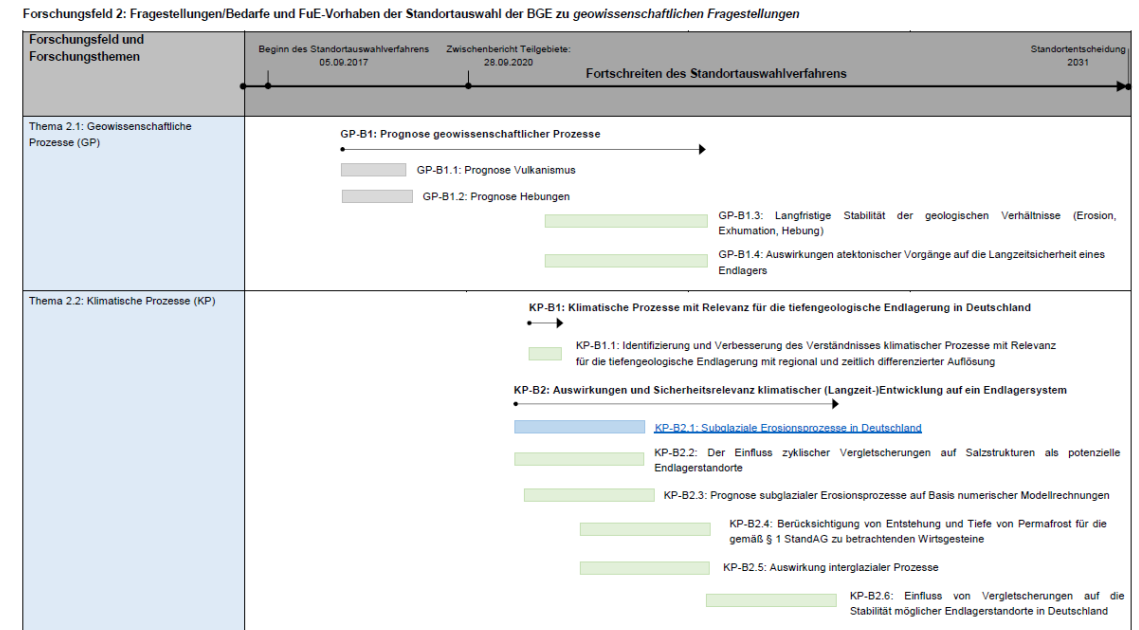 Forschungsfeld 2: Fragestellungen/Bedarfe und FuE-Vorhaben der Standortauswahl der BGE zu geowissenschaftlichen Fragestellungen
Forschungsfeld und
Forschungsthemen
Beginn des Standortauswahlverfahrens
05.09.2017
Zwischenbericht Teilgebiete:
28.09.2020
Standortentscheidung
2031
Fortschreiten des Standortauswahlverfahrens
Thema 2.1: Geowissenschaftliche
Prozesse (GP)
GP-B1: Prognose geowissenschaftlicher Prozesse
GP-B1.1: Prognose Vulkanismus
GP-B1.2: Prognose Hebungen
GP-B1.3: Langfristige Stabilität der geologischen Verhältnisse (Erosion,
Exhumation, Hebung)
GP-B1.4: Auswirkungen atektonischer Vorgänge auf die Langzeitsicherheit eines
Endlagers
Thema 2.2: Klimatische Prozesse (KP)
KP-B1: Klimatische Prozesse mit Relevanz für die tiefengeologische Endlagerung in Deutschland
KP-B1.1: Identifizierung und Verbesserung des Verständnisses klimatischer Prozesse mit Relevanz
für die tiefengeologische Endlagerung mit regional und zeitlich differenzierter Auflösung
KP-B2: Auswirkungen und Sicherheitsrelevanz klimatischer (Langzeit-)Entwicklung auf ein Endlagersystem
KP-B2.1: Subglaziale Erosionsprozesse in Deutschland
KP-B2.2: Der Einfluss zyklischer Vergletscherungen auf Salzstrukturen als potenzielle
Endlagerstandorte
KP-B2.3: Prognose subglazialer Erosionsprozesse auf Basis numerischer Modellrechnungen
KP-B2.4: Berücksichtigung von Entstehung und Tiefe von Permafrost für die
gemäß § 1 StandAG zu betrachtenden Wirtsgesteine
KP-B2.5: Auswirkung interglazialer Prozesse
KP-B2.6: Einfluss von Vergletscherungen auf die
Stabilität möglicher Endlagerstandorte in Deutschland